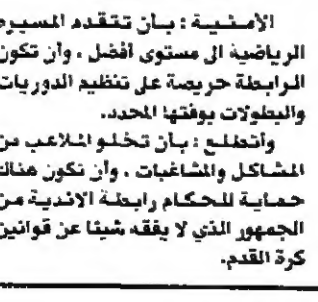 الأمنية : بأن تتقدم المسيرة
الرياضية الى مستوى أفضل ، وأن تكون
الرابطة حريصة على تنظيم الدوريات
والبطولات بوقتها المحدد.
وأتطلع : بأن تخلو الملاعب من
المشاكل والمشاغبات ، وأن تكون هناك
حماية للحكام رابطة الاندية من
الجمهور الذي لا يفقه شيئا عن قوانين
كرة القدم.